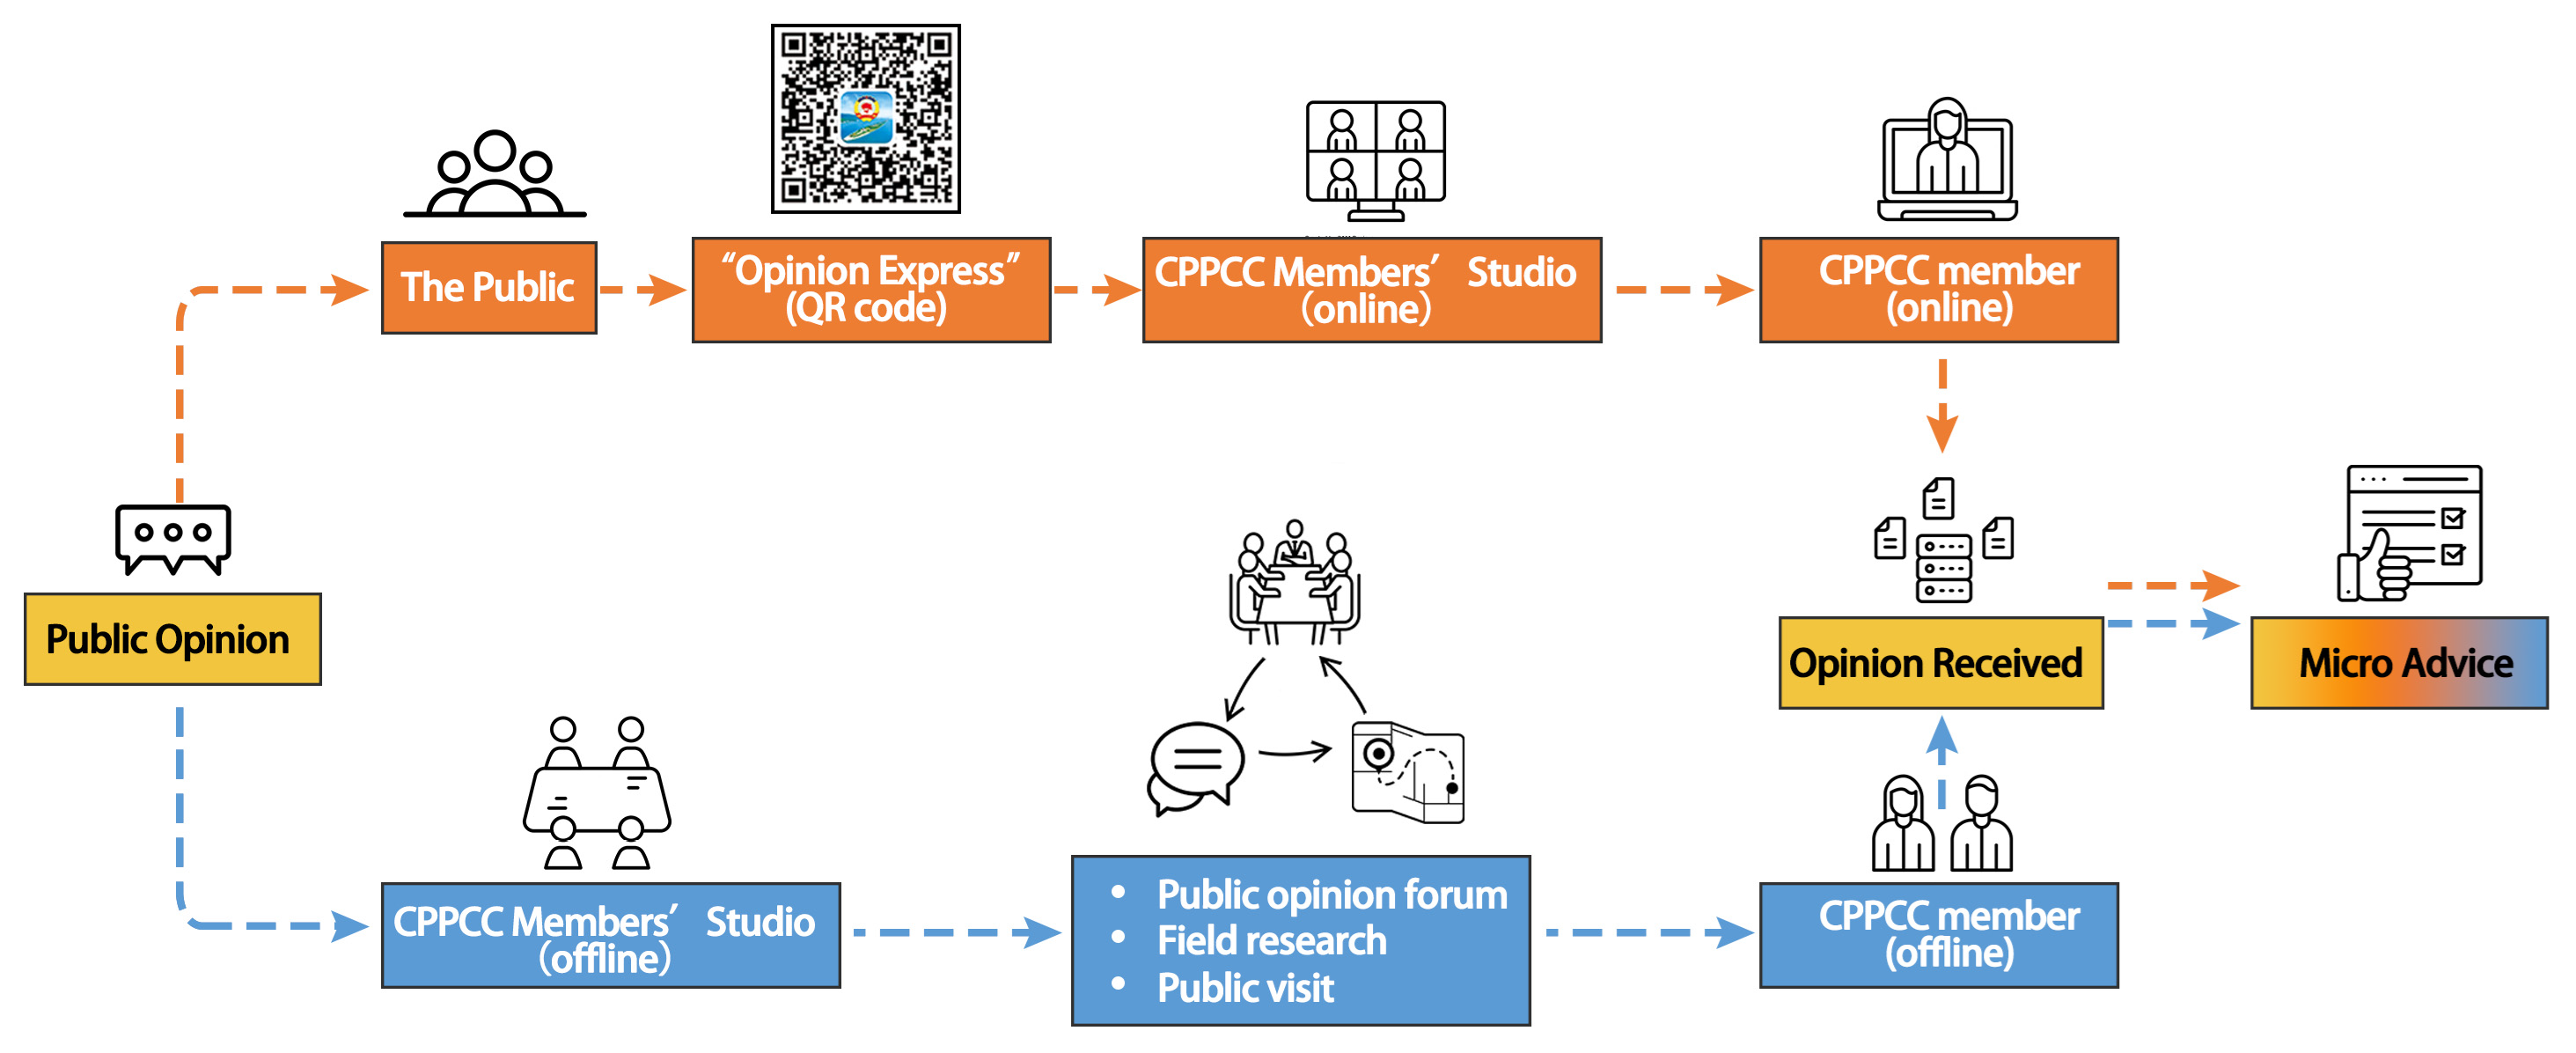 The Public
“Opinion Express”
(QR code)
CPPCC Members’ Studio
(online)
CPPCC member
(online)
Public Opinion
Opinion Received
Micro Advice
CPPCC Members’ Studio
(offline)
• Public opinion forum
• Field research
• Public visit
CPPCC member
(offline)